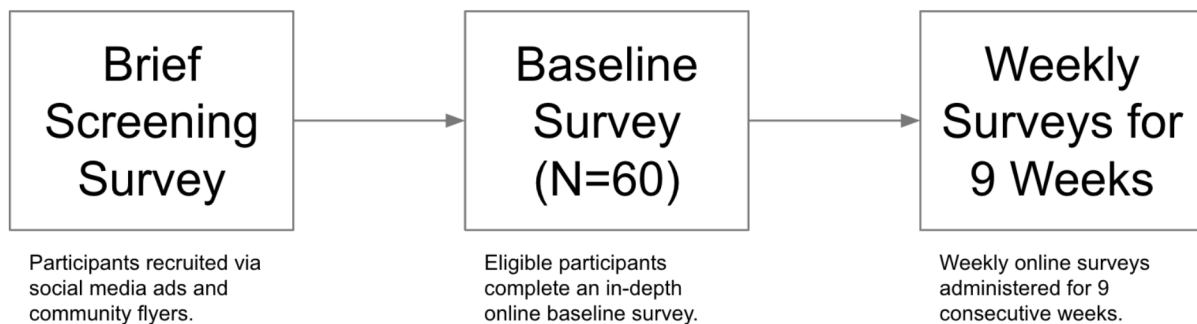 Brief
Screening
Survey
Participants recruited via
social media ads and
community flyers.
Baseline
Survey
(N=60)
Eligible participants
complete an in-depth
online baseline survey.
Weekly
Surveys for
9 Weeks
Weekly online surveys
administered for 9
consecutive weeks.